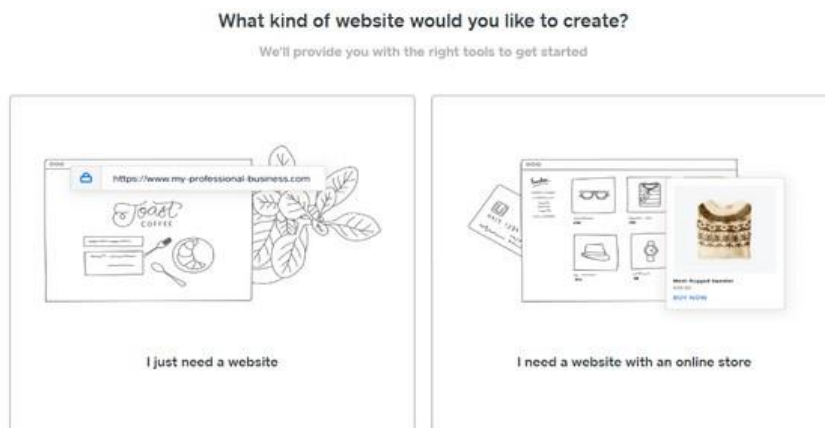 What kind of website would you like to create?
We'll provide you with the right tools to get started
https://www.my-professional-business.com
Toast
COFFEE
BUY NOW
I just need a website
I need a website with an online store